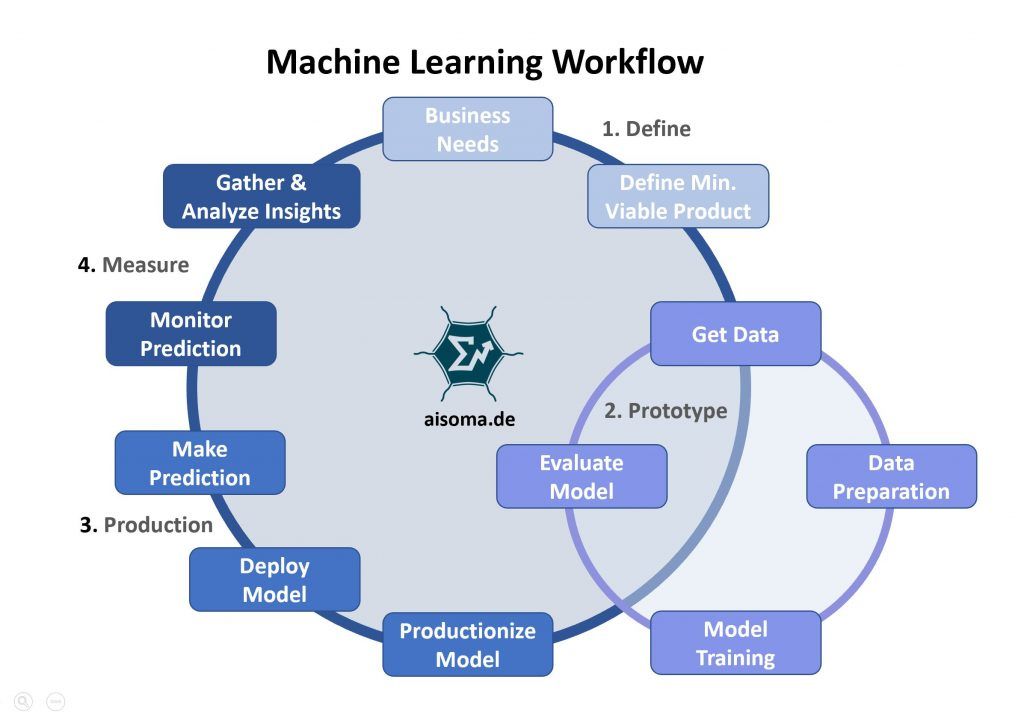 Machine Learning Workflow
Business
Needs
1. Define
Define Min.
Viable Product
Gather &
Analyze Insights
4. Measure
Monitor
Prediction
Get Data
aisoma.de
2. Prototype
Evaluate
Model
Data
Preparation
Make
Prediction
3. Production
Deploy
Model
Productionize
Model
Model
Training